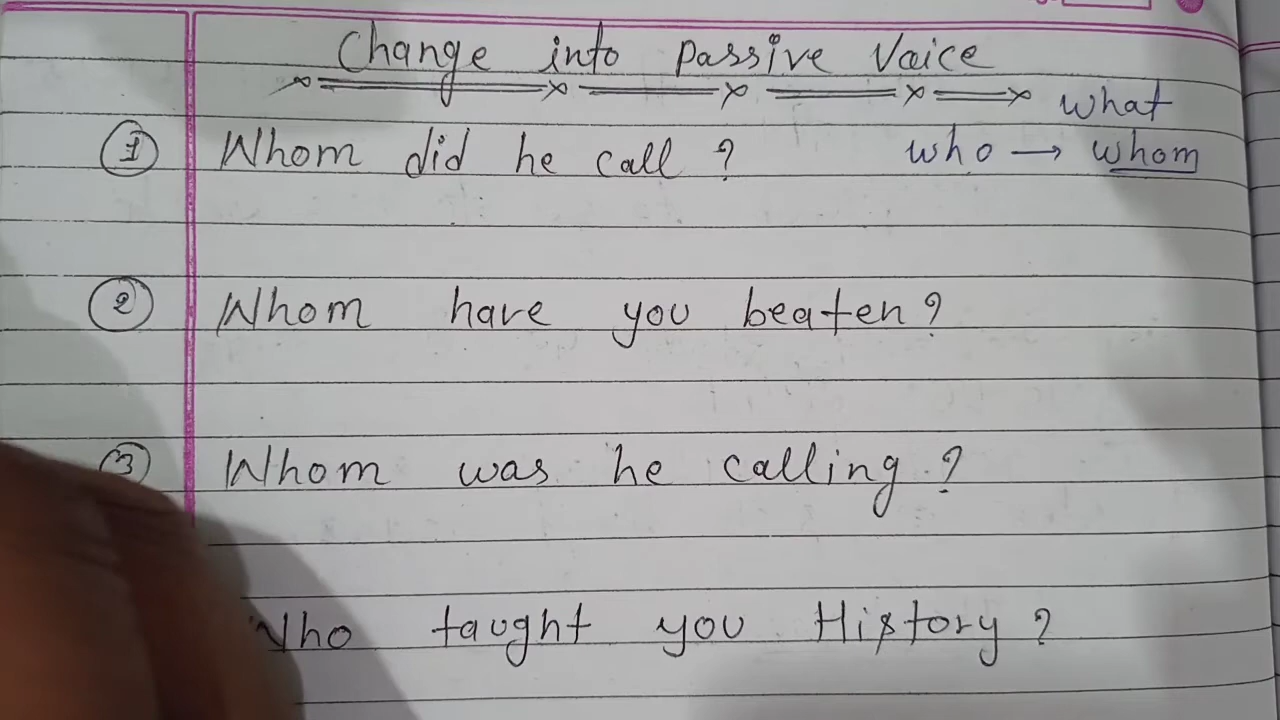 Change into Passive Voice
what
① Whom did he call ? who → whom
② Whom have you beaten?
③ Whom was he calling ?
Who taught you History ?